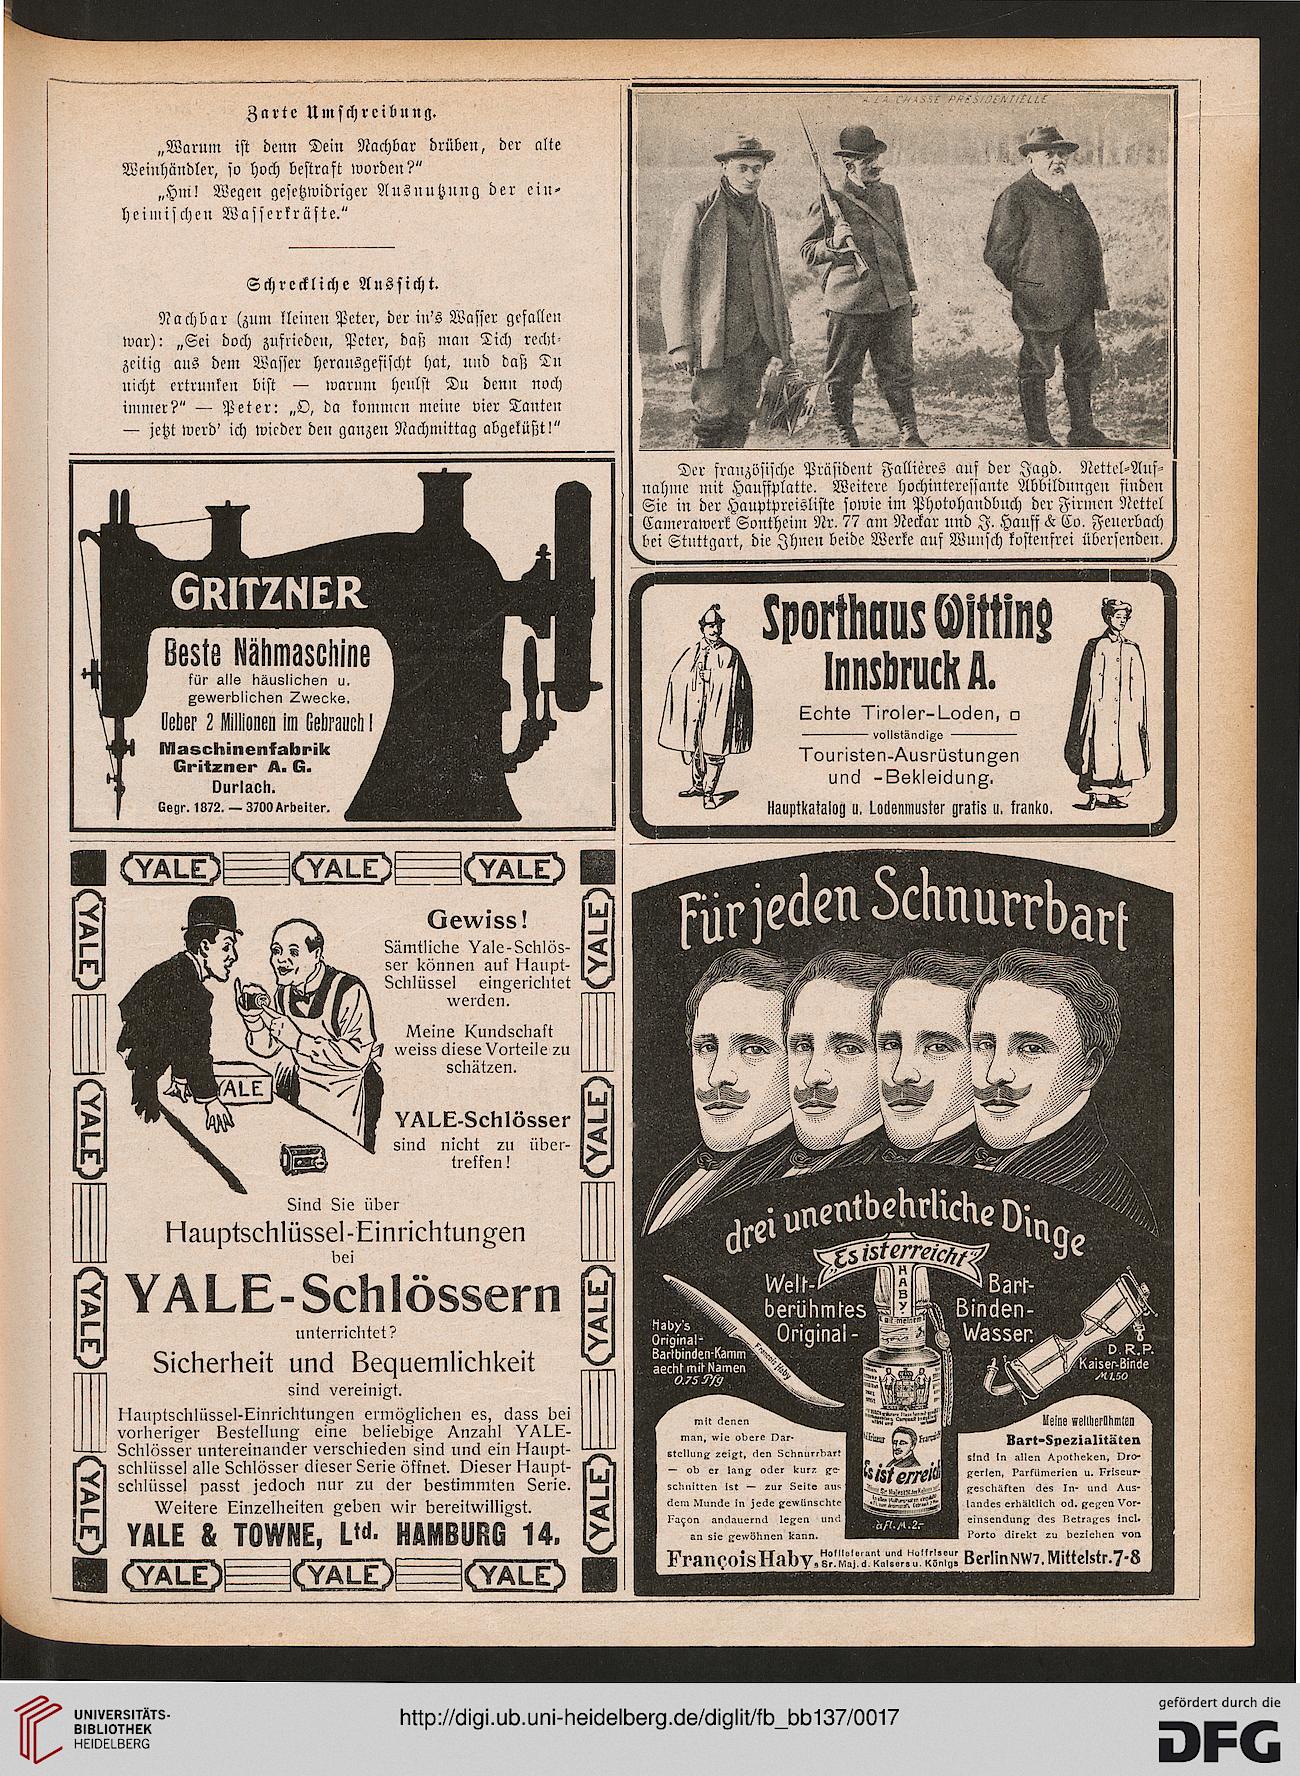 Zarte Umschreibung.
„Warum ist denn Dein Nachbar drüben, der alte
Weinhändler, so hoch bestraft worden?"
„Hm! Wegen gesetzwidriger Ausnutzung der ein-
heimischen Wasserkräfte."
Schreckliche Aussicht.
Nachbar (zum kleinen Peter, der in's Wasser gefallen
war): „Sei doch zufrieden, Peter, daß man Dich recht-
zeitig aus dem Wasser herausgefischt hat, und daß Du
nicht ertrunken bist — warum heulst Du denn noch
immer?" — Peter: „O, da kommen meine vier Tanten
— jetzt werd' ich wieder den ganzen Nachmittag abgeküßt!"
A LA CHASSE PRESIDENTIELLE
Der französische Präsident Fallières auf der Jagd. Nettel-Auf-
nahme mit Hauffplatte. Weitere hochinteressante Abbildungen finden
Sie in der Hauptpreisliste sowie im Photohandbuch der Firmen Nettel
Camerawerk Sontheim Nr. 77 am Neckar und J. Hauff & Co. Feuerbach
bei Stuttgart, die Ihnen beide Werke auf Wunsch kostenfrei übersenden.
GRITZNER
Beste Nähmaschine
für alle häuslichen u.
gewerblichen Zwecke.
Ueber 2 Millionen im Gebrauch!
Maschinenfabrik
Gritzner A. G.
Durlach.
Gegr. 1872. — 3700 Arbeiter.
Sporthaus Witting
Innsbruck A.
Echte Tiroler-Loden,
vollständige
Touristen-Ausrüstungen
und -Bekleidung.
Hauptkatalog u. Lodenmuster gratis u. franko.
YALE YALE YALE
YALE
YALE
YALE
YALE
YALE
YALE
YALE
YALE
Gewiss!
Sämtliche Yale-Schlös-
ser können auf Haupt-
Schlüssel eingerichtet
werden.
Meine Kundschaft
weiss diese Vorteile zu
schätzen.
YALE
YALE-Schlösser
sind nicht zu über-
treffen!
Sind Sie über
Hauptschlüssel-Einrichtungen
bei
YALE-Schlössern
unterrichtet?
Sicherheit und Bequemlichkeit
sind vereinigt.
Hauptschlüssel-Einrichtungen ermöglichen es, dass bei
vorheriger Bestellung eine beliebige Anzahl YALE-
Schlösser untereinander verschieden sind und ein Haupt-
schlüssel alle Schlösser dieser Serie öffnet. Dieser Haupt-
schlüssel passt jedoch nur zu der bestimmten Serie.
Weitere Einzelheiten geben wir bereitwilligst.
YALE & TOWNE, Ltd. HAMBURG 14.
YALE YALE YALE
Für jeden Schnurrbart
drei unentbehrliche Dinge
„Es ist erreicht"
HABY.
Welt-
berühmtes
Original-
Bart-
Binden-
Wasser.
Haby's
Original-
Bartbinden-Kamm
aecht mit Namen
0.75 Pfg
François Haby
D.R.P.
Kaiser-Binde
M 1.50
Es ist erreicht
à Fl. M. 2.-
mit denen
man, wie obere Dar-
stellung zeigt, den Schnurrbart
— ob er lang oder kurz ge-
schnitten ist — zur Seite aus
dem Munde in jede gewünschte
Façon andauernd legen und
an sie gewöhnen kann.
Meine weltberühmten
Bart-Spezialitäten
sind in allen Apotheken, Dro-
gerien, Parfümerien u. Friseur-
geschäften des In- und Aus-
landes erhältlich od. gegen Vor-
einsendung des Betrages incl.
Porto direkt zu beziehen von
François Haby, Hoflieferant und Hoffriseur Sr. Maj. d. Kaisers u. Königs Berlin NW7. Mittelstr. 7-8
UNIVERSITÄTS-
BIBLIOTHEK
HEIDELBERG
http://digi.ub.uni-heidelberg.de/diglit/fb_bb137/0017
gefördert durch die
DFG